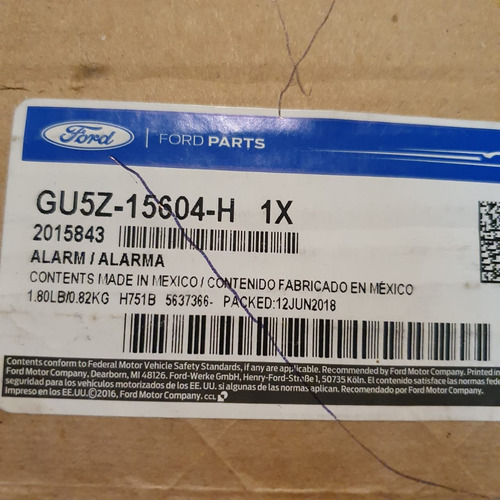 Ford FORD PARTS
GU5Z-15604-H 1X
2015843
ALARM / ALARMA
CONTENTS MADE IN MEXICO / CONTENIDO FABRICADO EN MÉXICO
1.80LB/0.82KG H751B 5637366- PACKED:12JUN2018
Contents conform to Federal Motor Vehicle Safety Standards, if any are applicable. Recommended by Ford Motor Company. Printed in
Ford Motor Company, Dearborn, MI 48126. Ford-Werke GmbH, Henry-Ford-Straße1, 50735 Köln. El contenido satisface las normas fede
seguridad para los vehículos motorizados de los EE. UU. si algunas de las normas son aplicables. Recomendado por Ford Motor Company.
Impreso en los EE.UU.©2016, Ford Motor Company